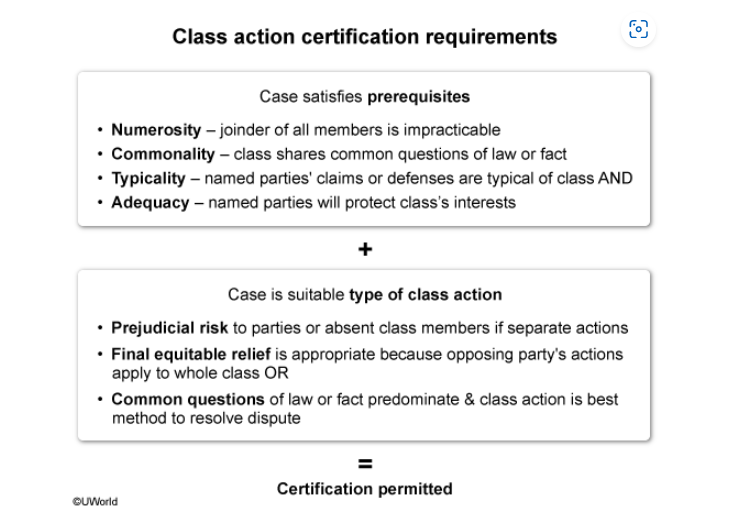 Class action certification requirements
Case satisfies prerequisites
• Numerosity – joinder of all members is impracticable
• Commonality – class shares common questions of law or fact
• Typicality – named parties' claims or defenses are typical of class AND
• Adequacy – named parties will protect class's interests
+
Case is suitable type of class action
• Prejudicial risk to parties or absent class members if separate actions
• Final equitable relief is appropriate because opposing party's actions
apply to whole class OR
• Common questions of law or fact predominate & class action is best
method to resolve dispute
=
Certification permitted
©UWorld